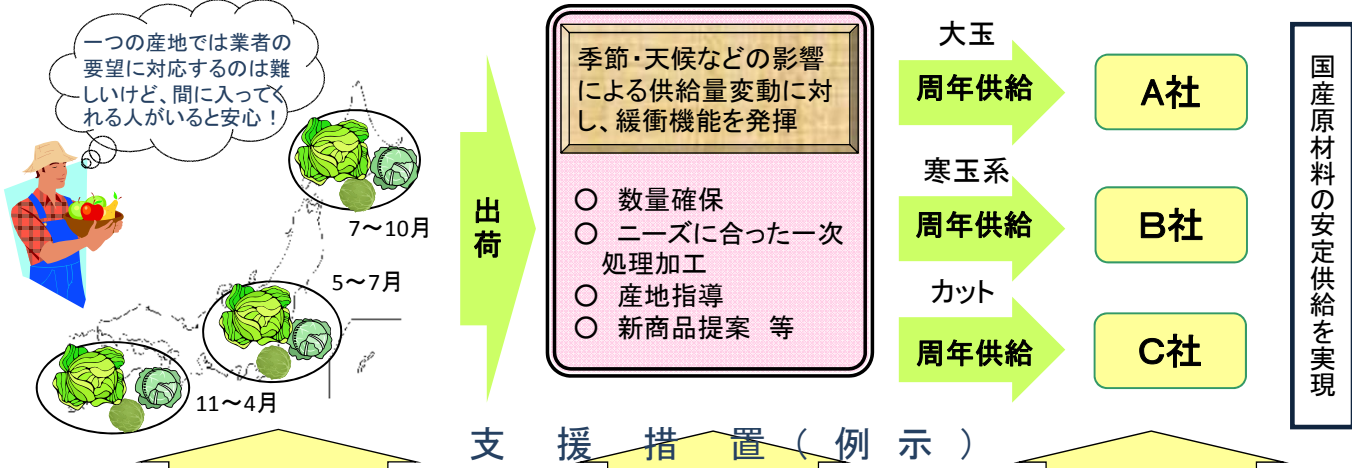 一つの産地では業者の
要望に対応するのは難
しいけど、間に入ってく
れる人がいると安心！
7～10月
5～7月
11～4月
出荷
季節・天候などの影響
による供給量変動に対
し、緩衝機能を発揮
○ 数量確保
○ ニーズに合った一次
処理加工
○ 産地指導
○ 新商品提案 等
大玉
周年供給
A社
寒玉系
周年供給
B社
カット
周年供給
C社
国産原材料の安定供給を実現
支援措置（例示）